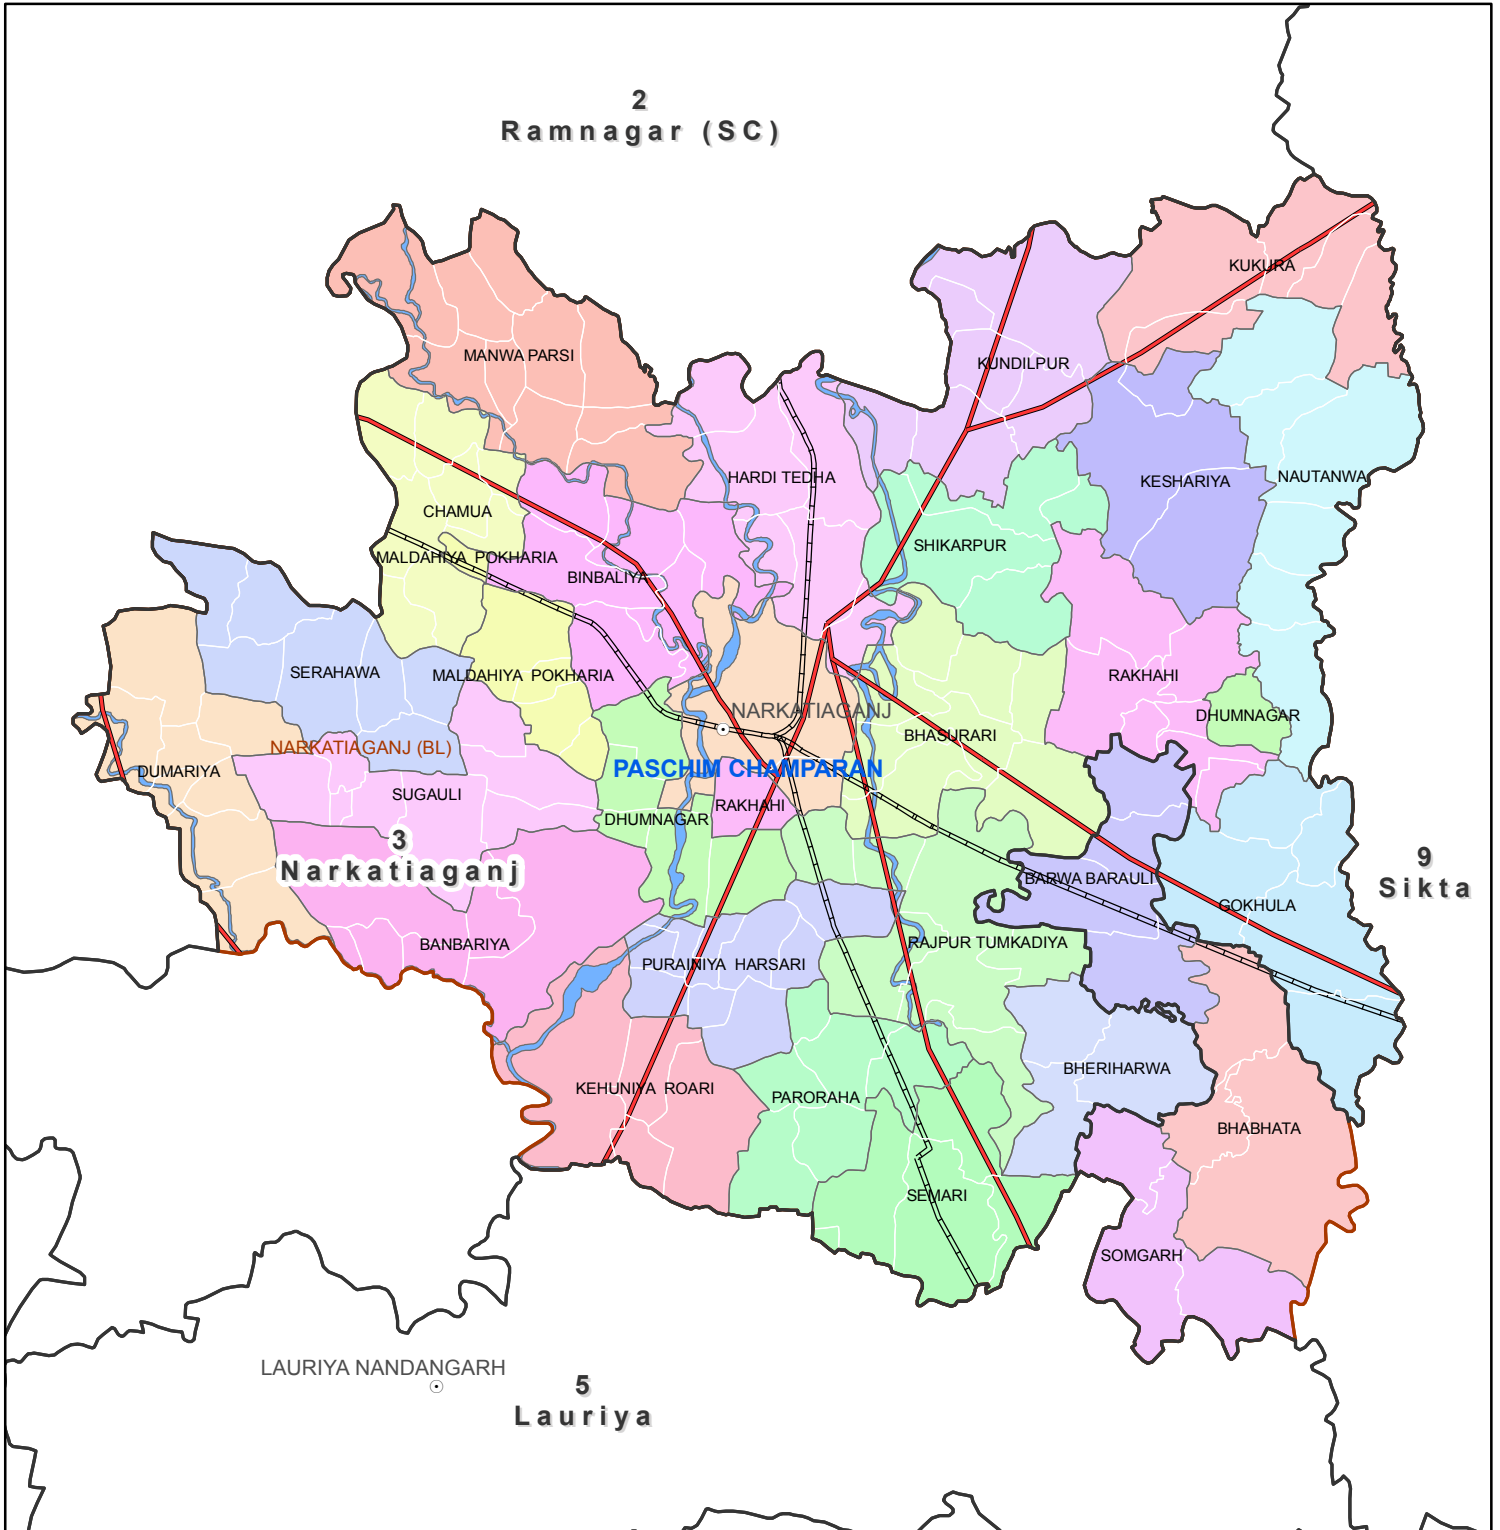 2
Ramnagar (SC)
KUKURA
MANWA PARSI
KUNDILPUR
HARDI TEDHA
KESHARIYA
NAUTANWA
CHAMUA
SHIKARPUR
MALDAHIYA POKHARIA
BINBALIYA
SERAHAWA
MALDAHIYA POKHARIA
RAKHAHI
NARKATIAGANJ
DHUMNAGAR
BHASURARI
NARKATIAGANJ (BL)
DUMARIYA
PASCHIM CHAMPARAN
SUGAULI
RAKHAHI
DHUMNAGAR
3
Narkatiaganj
9
Sikta
BARWA BARAULI
GOKHULA
BANBARIYA
RAJPUR TUMKADIYA
PURAINIYA HARSARI
BHERIHARWA
KEHUNIYA ROARI
PARORAHA
BHABHATA
SEMARI
SOMGARH
LAURIYA NANDANGARH
5
Lauriya